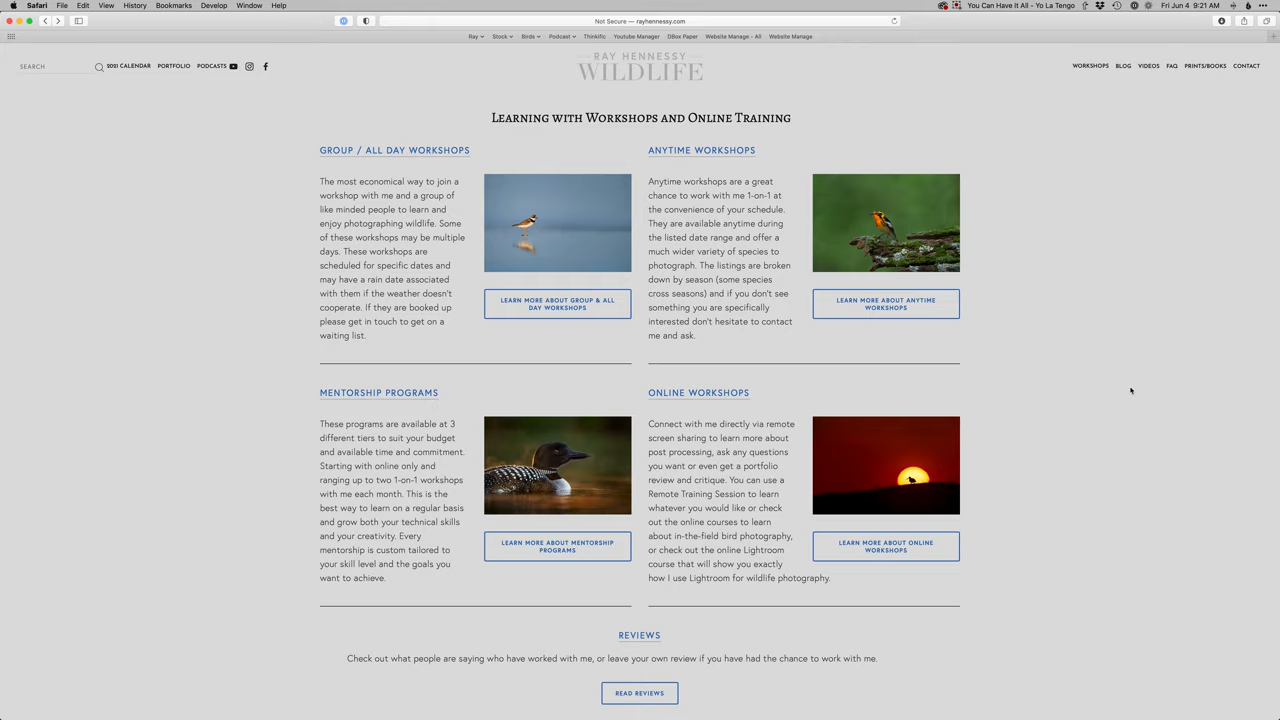 Safari File Edit View History Bookmarks Develop Window Help
You Can Have It All - Yo La Tengo
Fri Jun 4 9:21 AM
Not Secure — rayhennessy.com
Ray Stock Birds Podcast Thinkific Youtube Manager DBox Paper Website Manage - All Website Manage
SEARCH
2021 CALENDAR PORTFOLIO PODCASTS
RAY HENNESSY
WILDLIFE
WORKSHOPS BLOG VIDEOS FAQ PRINTS/BOOKS CONTACT
Learning with Workshops and Online Training
GROUP / ALL DAY WORKSHOPS
The most economical way to join a
workshop with me and a group of
like minded people to learn and
enjoy photographing wildlife. Some
of these workshops may be multiple
days. These workshops are
scheduled for specific dates and
may have a rain date associated
with them if the weather doesn't
cooperate. If they are booked up
please get in touch to get on a
waiting list.
LEARN MORE ABOUT GROUP & ALL
DAY WORKSHOPS
ANYTIME WORKSHOPS
Anytime workshops are a great
chance to work with me 1-on-1 at
the convenience of your schedule.
They are available anytime during
the listed date range and offer a
much wider variety of species to
photograph. The listings are broken
down by season (some species
cross seasons) and if you don't see
something you are specifically
interested don't hesitate to contact
me and ask.
LEARN MORE ABOUT ANYTIME
WORKSHOPS
MENTORSHIP PROGRAMS
These programs are available at 3
different tiers to suit your budget
and available time and commitment.
Starting with online only and
ranging up to two 1-on-1 workshops
with me each month. This is the
best way to learn on a regular basis
and grow both your technical skills
and your creativity. Every
mentorship is custom tailored to
your skill level and the goals you
want to achieve.
LEARN MORE ABOUT MENTORSHIP
PROGRAMS
ONLINE WORKSHOPS
Connect with me directly via remote
screen sharing to learn more about
post processing, ask any questions
you want or even get a portfolio
review and critique. You can use a
Remote Training Session to learn
whatever you would like or check
out the online courses to learn
about in-the-field bird photography,
or check out the online Lightroom
course that will show you exactly
how I use Lightroom for wildlife photography.
LEARN MORE ABOUT ONLINE
WORKSHOPS
REVIEWS
Check out what people are saying who have worked with me, or leave your own review if you have had the chance to work with me.
READ REVIEWS